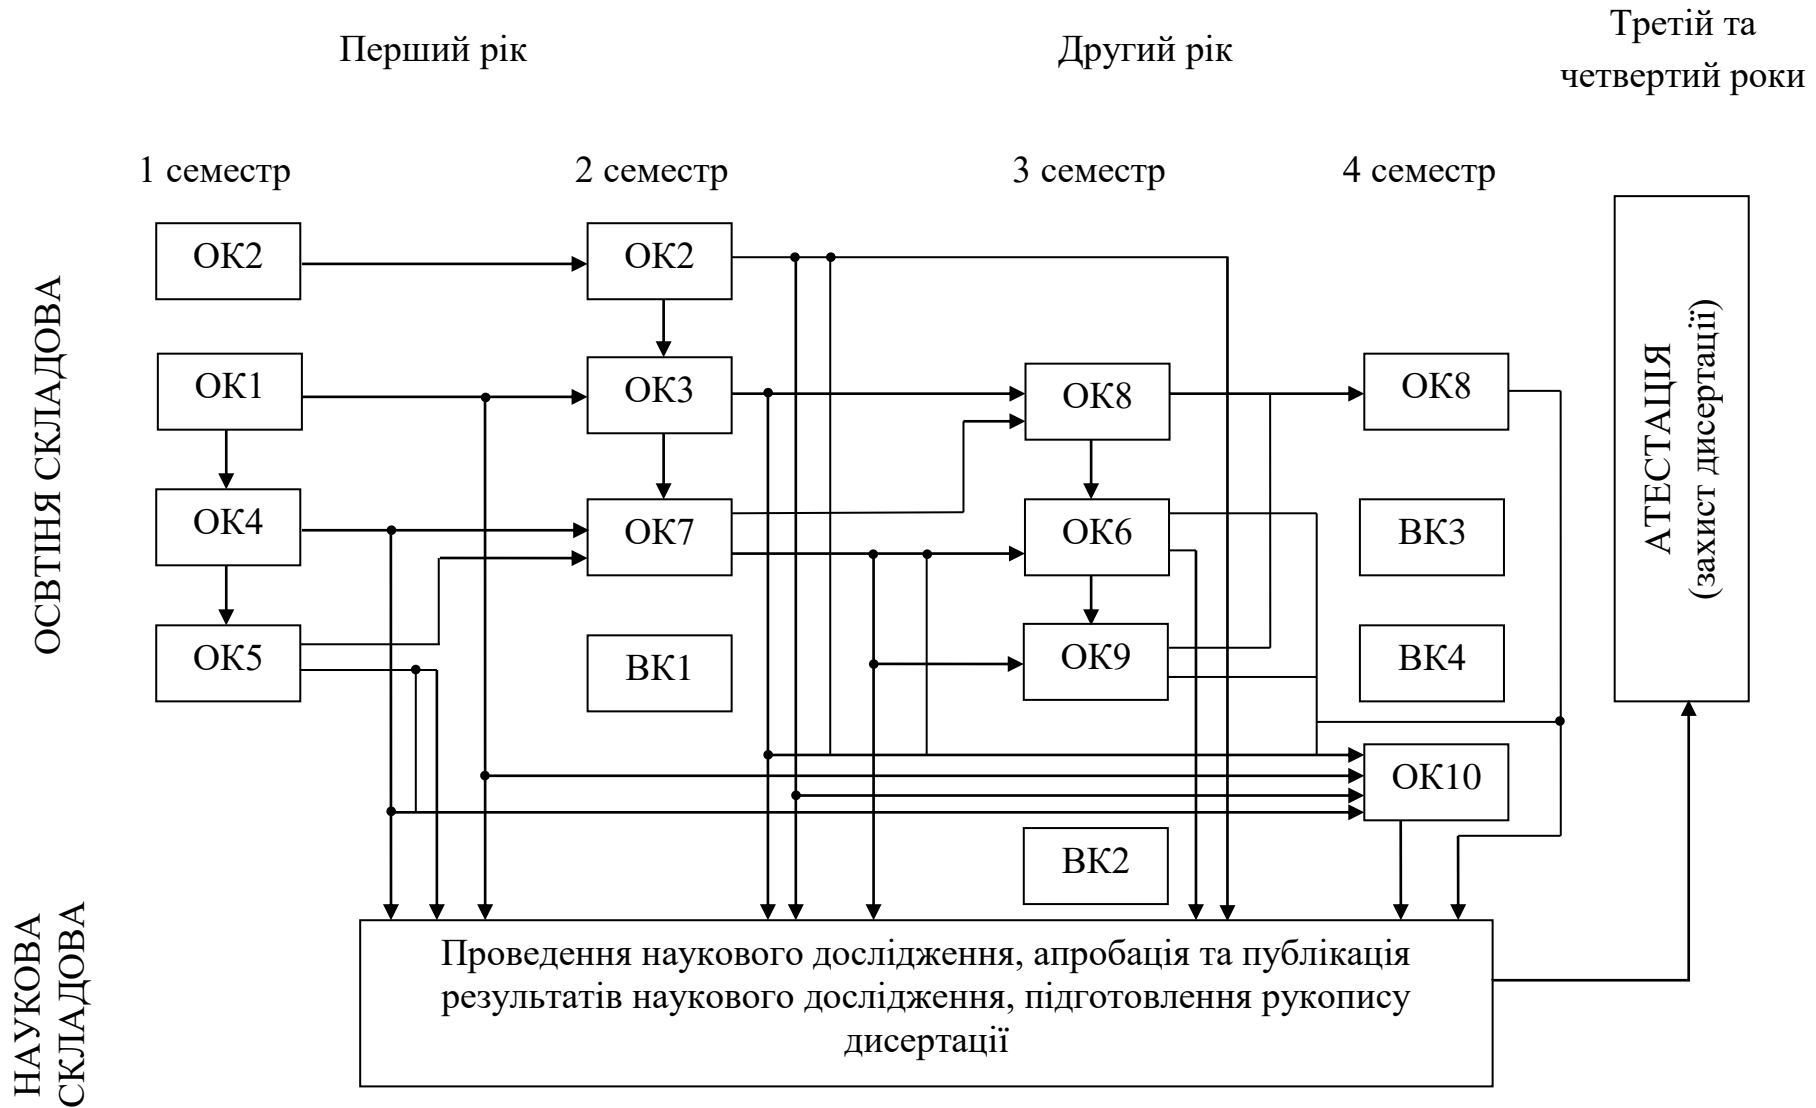 Перший рік
Другий рік
Третій та
четвертий роки
1 семестр
2 семестр
3 семестр
4 семестр
ОСВТІНЯ СКЛАДОВА
ОК2
ОК2
ОК1
ОК3
ОК8
ОК8
ОК4
ОК7
ОК6
ВК3
ОК5
ВК1
ОК9
ВК4
ОК10
ВК2
АТЕСТАЦІЯ
(захист дисертації)
НАУКОВА
СКЛАДОВА
Проведення наукового дослідження, апробація та публікація
результатів наукового дослідження, підготовлення рукопису
дисертації